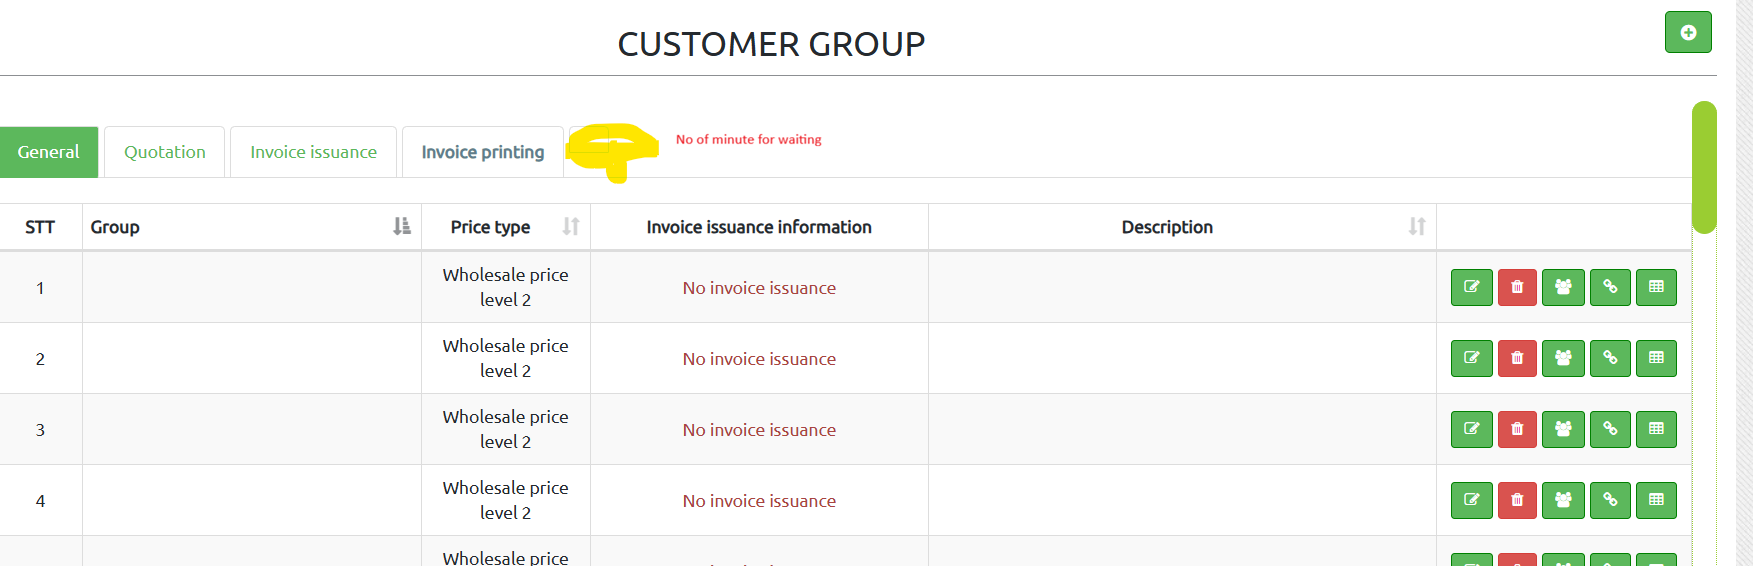 CUSTOMER GROUP
General Quotation Invoice issuance Invoice printing No of minute for waiting
STT Group Price type Invoice issuance information Description
1 Wholesale price level 2 No invoice issuance
2 Wholesale price level 2 No invoice issuance
3 Wholesale price level 2 No invoice issuance
4 Wholesale price level 2 No invoice issuance
Wholesale price